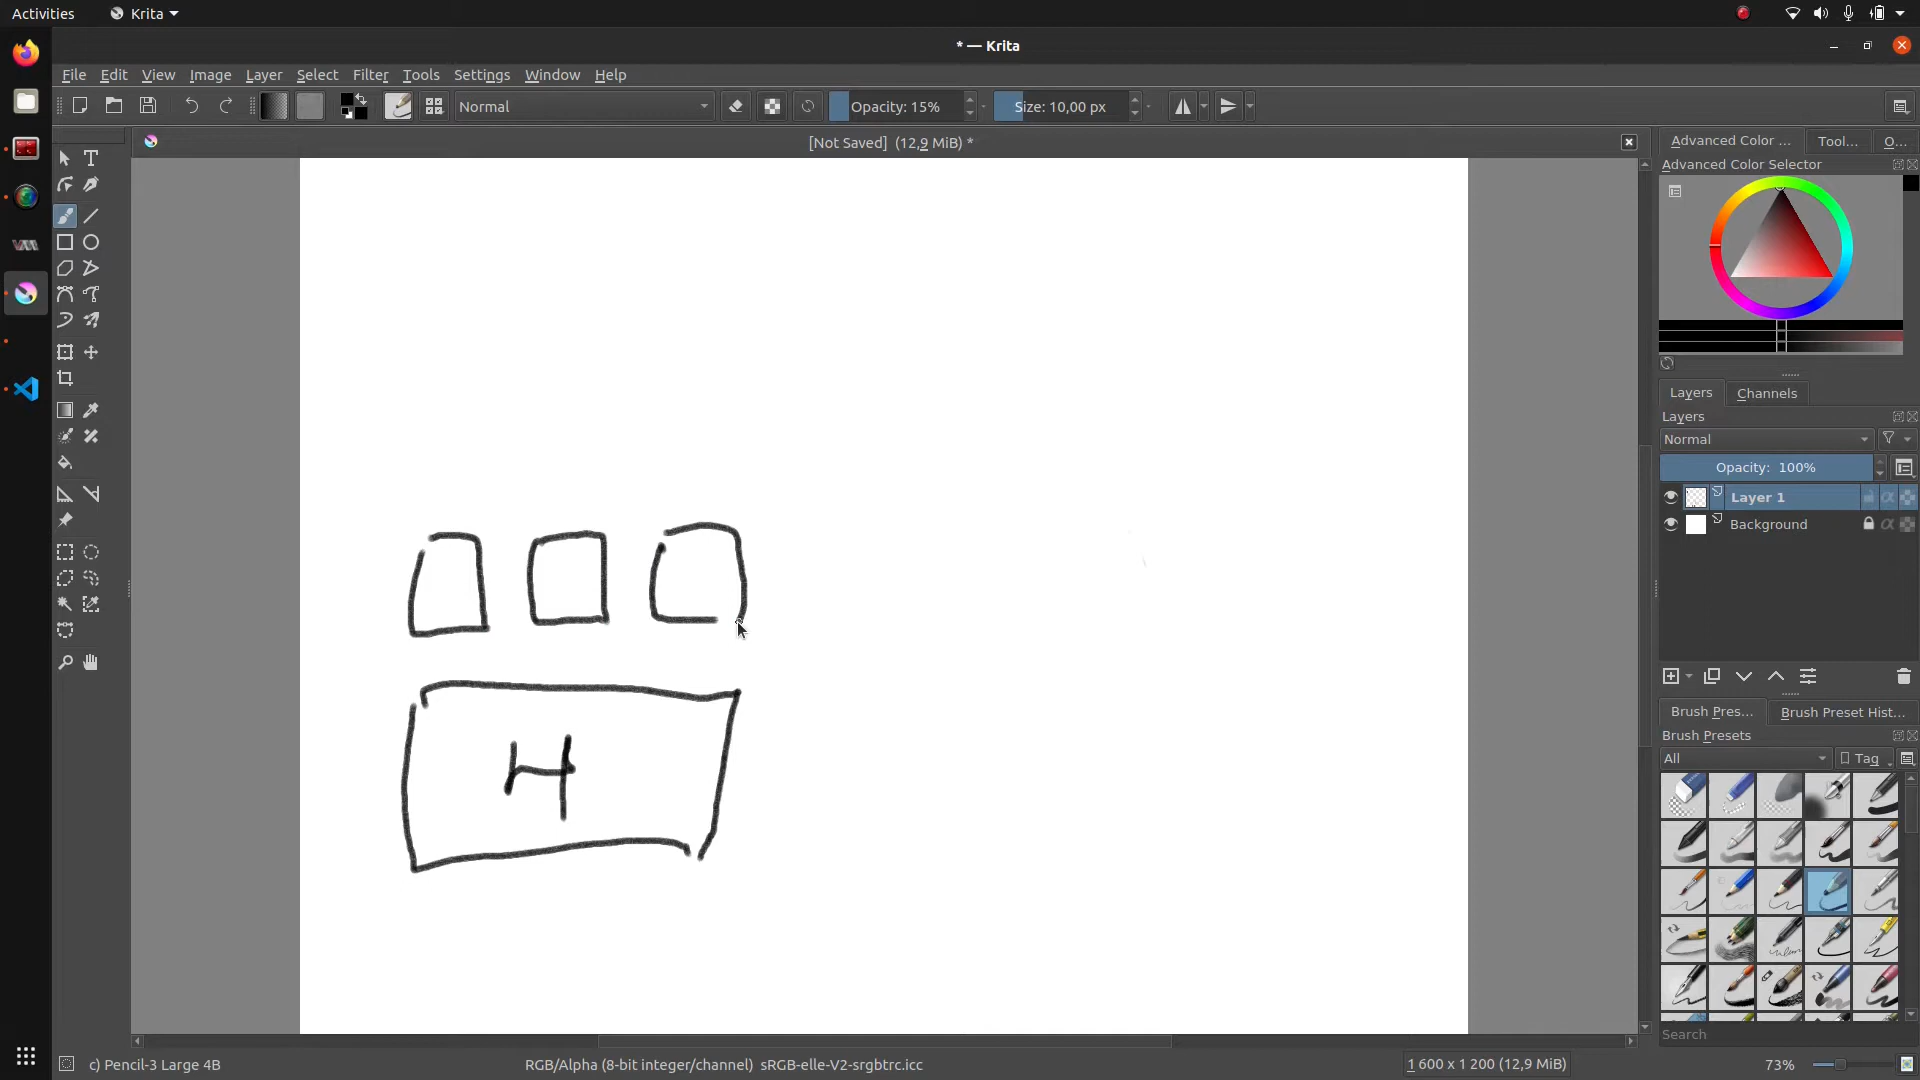 Activities Krita
* — Krita
File Edit View Image Layer Select Filter Tools Settings Window Help
Normal Opacity: 15% Size: 10,00 px
[Not Saved] (12,9 MiB) *
Advanced Color ... Tool... O...
Advanced Color Selector
Layers Channels
Layers
Normal
Opacity: 100%
Layer 1
Background
Brush Pres... Brush Preset Hist...
Brush Presets
All Tag
H
Search
c) Pencil-3 Large 4B RGB/Alpha (8-bit integer/channel) sRGB-elle-V2-srgbtrc.icc 1 600 x 1 200 (12,9 MiB) 73%